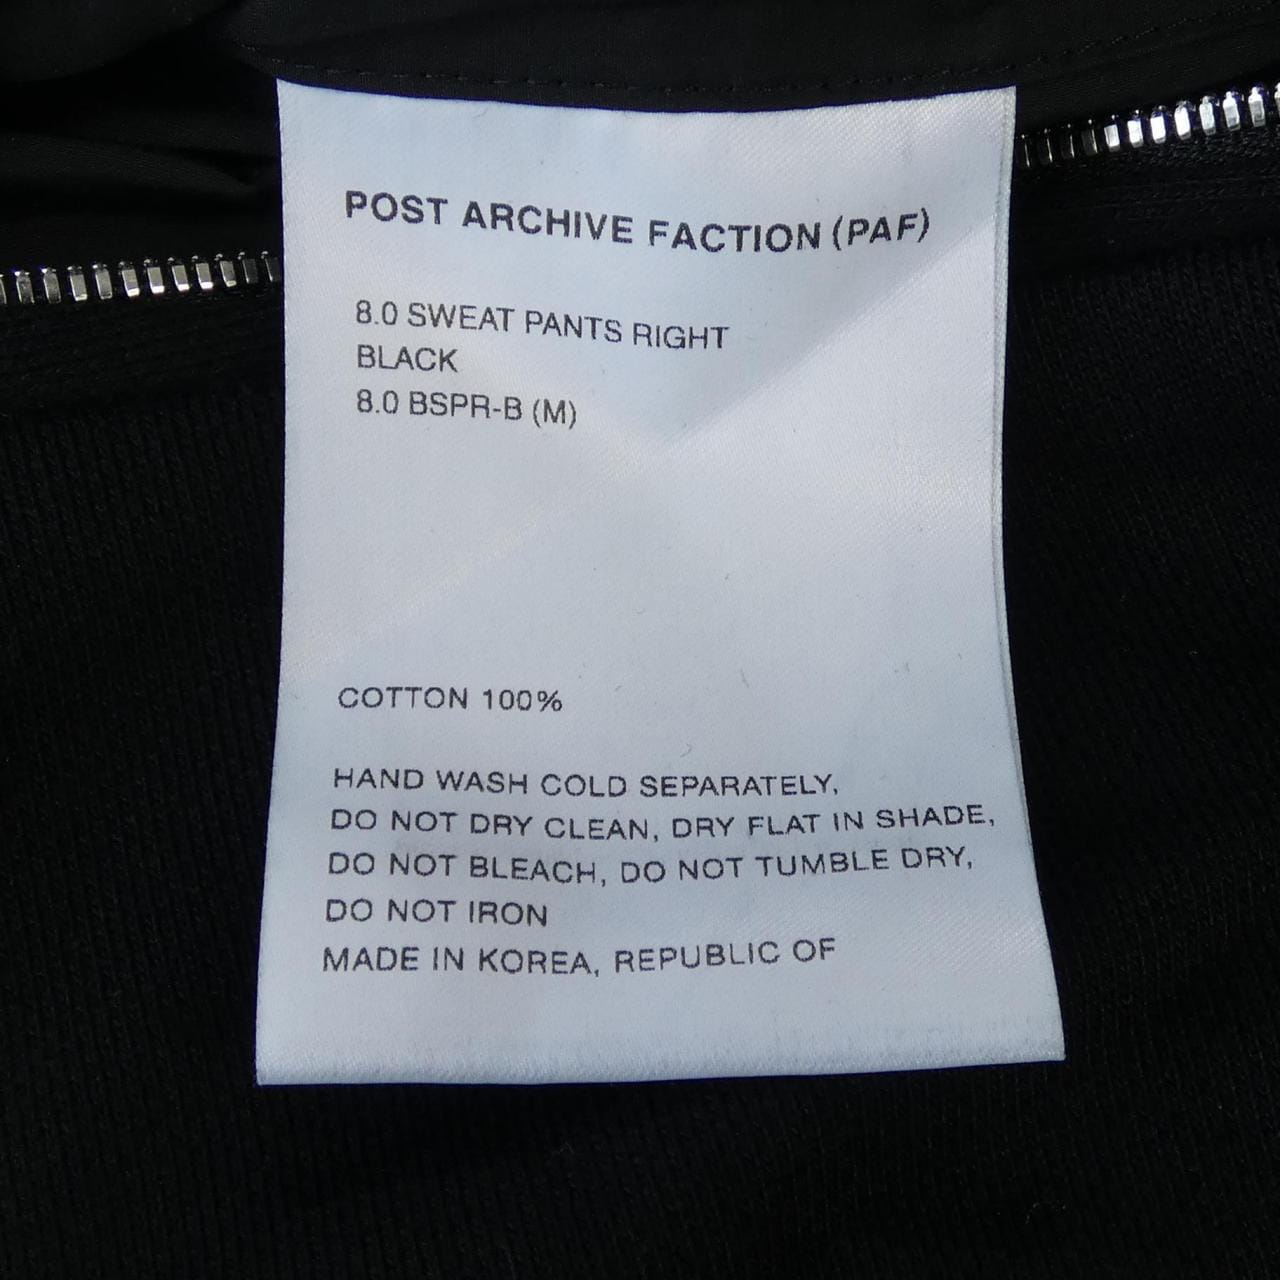 POST ARCHIVE FACTION (PAF)
8.0 SWEAT PANTS RIGHT
BLACK
8.0 BSPR-B (M)
COTTON 100%
HAND WASH COLD SEPARATELY,
DO NOT DRY CLEAN, DRY FLAT IN SHADE,
DO NOT BLEACH, DO NOT TUMBLE DRY,
DO NOT IRON
MADE IN KOREA, REPUBLIC OF